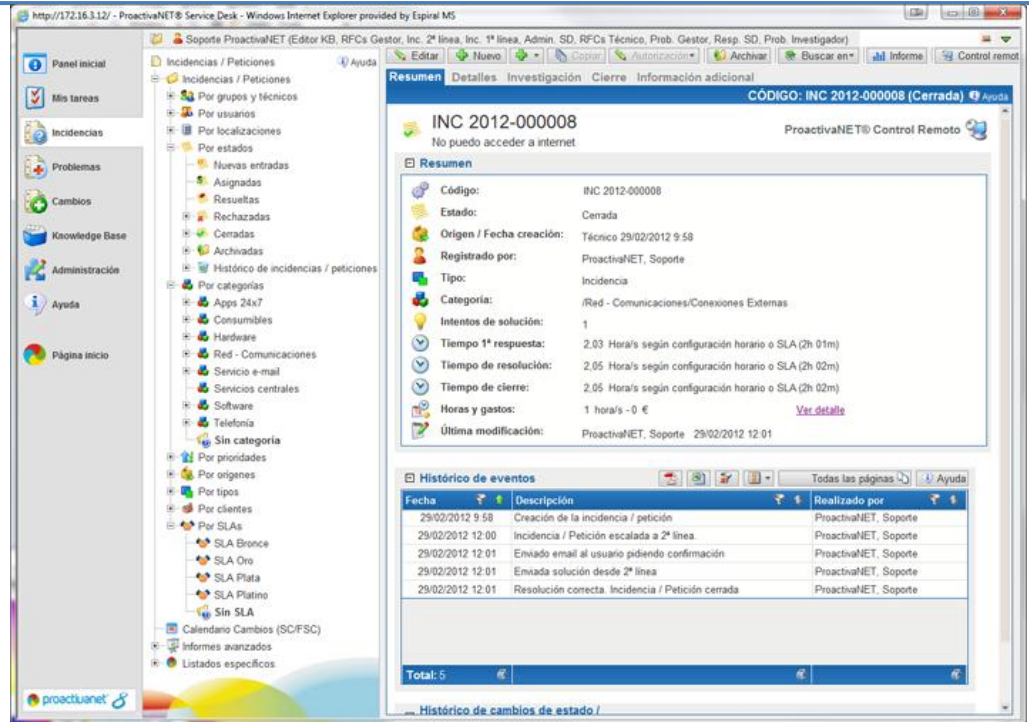 http://172.16.3.12/ - ProactivaNET® Service Desk - Windows Internet Explorer provided by Espiral MS
Soporte ProactivaNET (Editor KB, RFCs Gestor, Inc. 2ª línea, Inc. 1ª línea, Admin. SD, RFCs Técnico, Prob. Gestor, Resp. SD, Prob. Investigador)
Panel inicial
Mis tareas
Incidencias
Problemas
Cambios
Knowledge Base
Administración
Ayuda
Página inicio
proactivanet 8
Incidencias / Peticiones Ayuda
Incidencias / Peticiones
Por grupos y técnicos
Por usuarios
Por localizaciones
Por estados
Nuevas entradas
Asignadas
Resueltas
Rechazadas
Cerradas
Archivadas
Histórico de incidencias / peticiones
Por categorías
Apps 24x7
Consumibles
Hardware
Red - Comunicaciones
Servicio e-mail
Servicios centrales
Software
Telefonía
Sin categoría
Por prioridades
Por orígenes
Por tipos
Por clientes
Por SLAs
SLA Bronce
SLA Oro
SLA Plata
SLA Platino
Sin SLA
Calendario Cambios (SC/FSC)
Informes avanzados
Listados específicos
Editar Nuevo Copiar Autorización Archivar Buscar en Informe Control remot
Resumen Detalles Investigación Cierre Información adicional
CÓDIGO: INC 2012-000008 (Cerrada) Ayuda
INC 2012-000008
No puedo acceder a internet
ProactivaNET® Control Remoto
Resumen
Código: INC 2012-000008
Estado: Cerrada
Origen / Fecha creación: Técnico 29/02/2012 9:58
Registrado por: ProactivaNET, Soporte
Tipo: Incidencia
Categoría: /Red - Comunicaciones/Conexiones Externas
Intentos de solución: 1
Tiempo 1ª respuesta: 2,03 Hora/s según configuración horario o SLA (2h 01m)
Tiempo de resolución: 2,05 Hora/s según configuración horario o SLA (2h 02m)
Tiempo de cierre: 2,05 Hora/s según configuración horario o SLA (2h 02m)
Horas y gastos: 1 hora/s - 0 € Ver detalle
Última modificación: ProactivaNET, Soporte 29/02/2012 12:01
Histórico de eventos Todas las páginas Ayuda
Fecha Descripción Realizado por
29/02/2012 9:58 Creación de la incidencia / petición ProactivaNET, Soporte
29/02/2012 12:00 Incidencia / Petición escalada a 2ª línea. ProactivaNET, Soporte
29/02/2012 12:01 Enviado email al usuario pidiendo confirmación ProactivaNET, Soporte
29/02/2012 12:01 Enviada solución desde 2ª línea ProactivaNET, Soporte
29/02/2012 12:01 Resolución correcta. Incidencia / Petición cerrada ProactivaNET, Soporte
Total: 5
Histórico de cambios de estado /